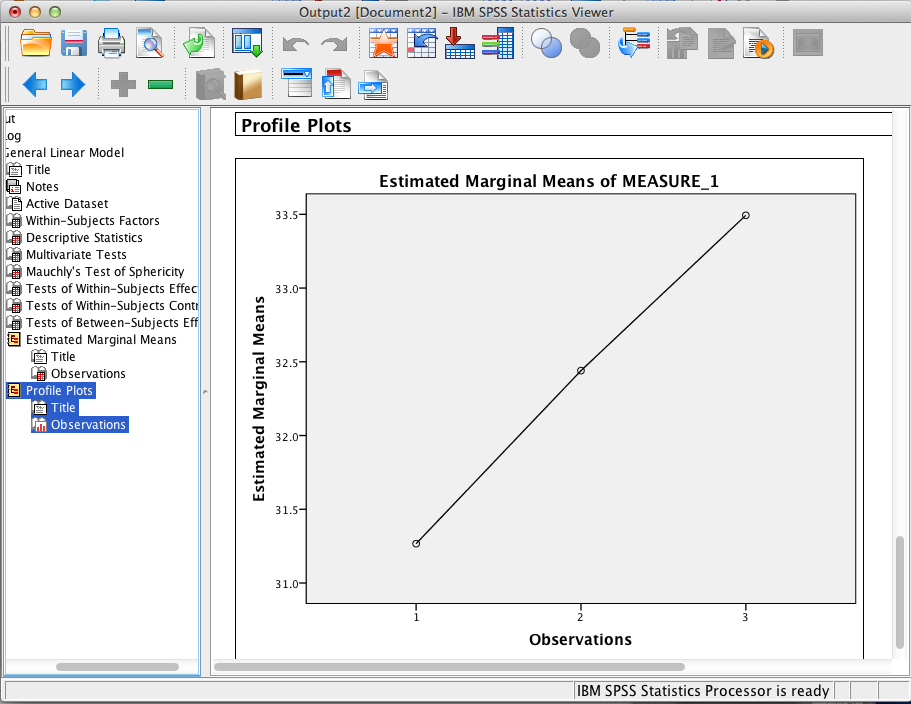 Output2 [Document2] – IBM SPSS Statistics Viewer
ut
og
General Linear Model
Title
Notes
Active Dataset
Within-Subjects Factors
Descriptive Statistics
Multivariate Tests
Mauchly's Test of Sphericity
Tests of Within-Subjects Effec
Tests of Within-Subjects Contr
Tests of Between-Subjects Eff
Estimated Marginal Means
Title
Observations
Profile Plots
Title
Observations
Profile Plots
Estimated Marginal Means of MEASURE_1
Estimated Marginal Means
33.5
33.0
32.5
32.0
31.5
31.0
1 2 3
Observations
IBM SPSS Statistics Processor is ready